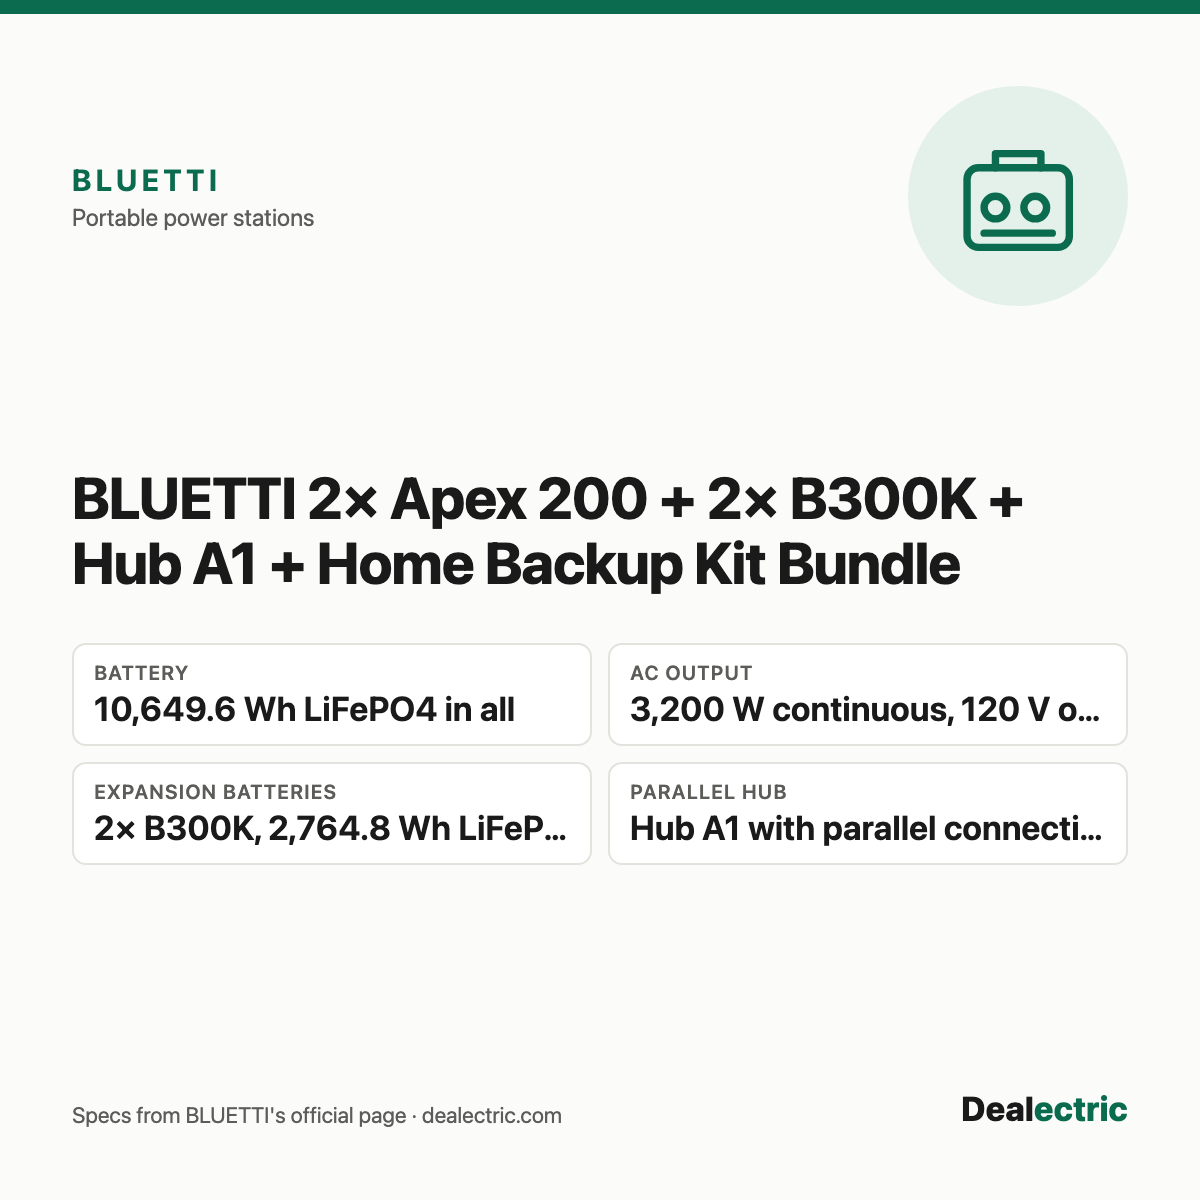 BLUETTI
Portable power stations
BLUETTI 2× Apex 200 + 2× B300K +
Hub A1 + Home Backup Kit Bundle
BATTERY
10,649.6 Wh LiFePO4 in all
AC OUTPUT
3,200 W continuous, 120 V o…
EXPANSION BATTERIES
2× B300K, 2,764.8 Wh LiFeP…
PARALLEL HUB
Hub A1 with parallel connecti…
Specs from BLUETTI's official page · dealectric.com
Dealectric